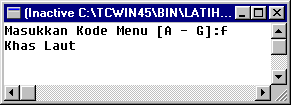 (Inactive C:\TCWIN45\BIN\LATIH
Masukkan Kode Menu [A - G]:f
Khas Laut